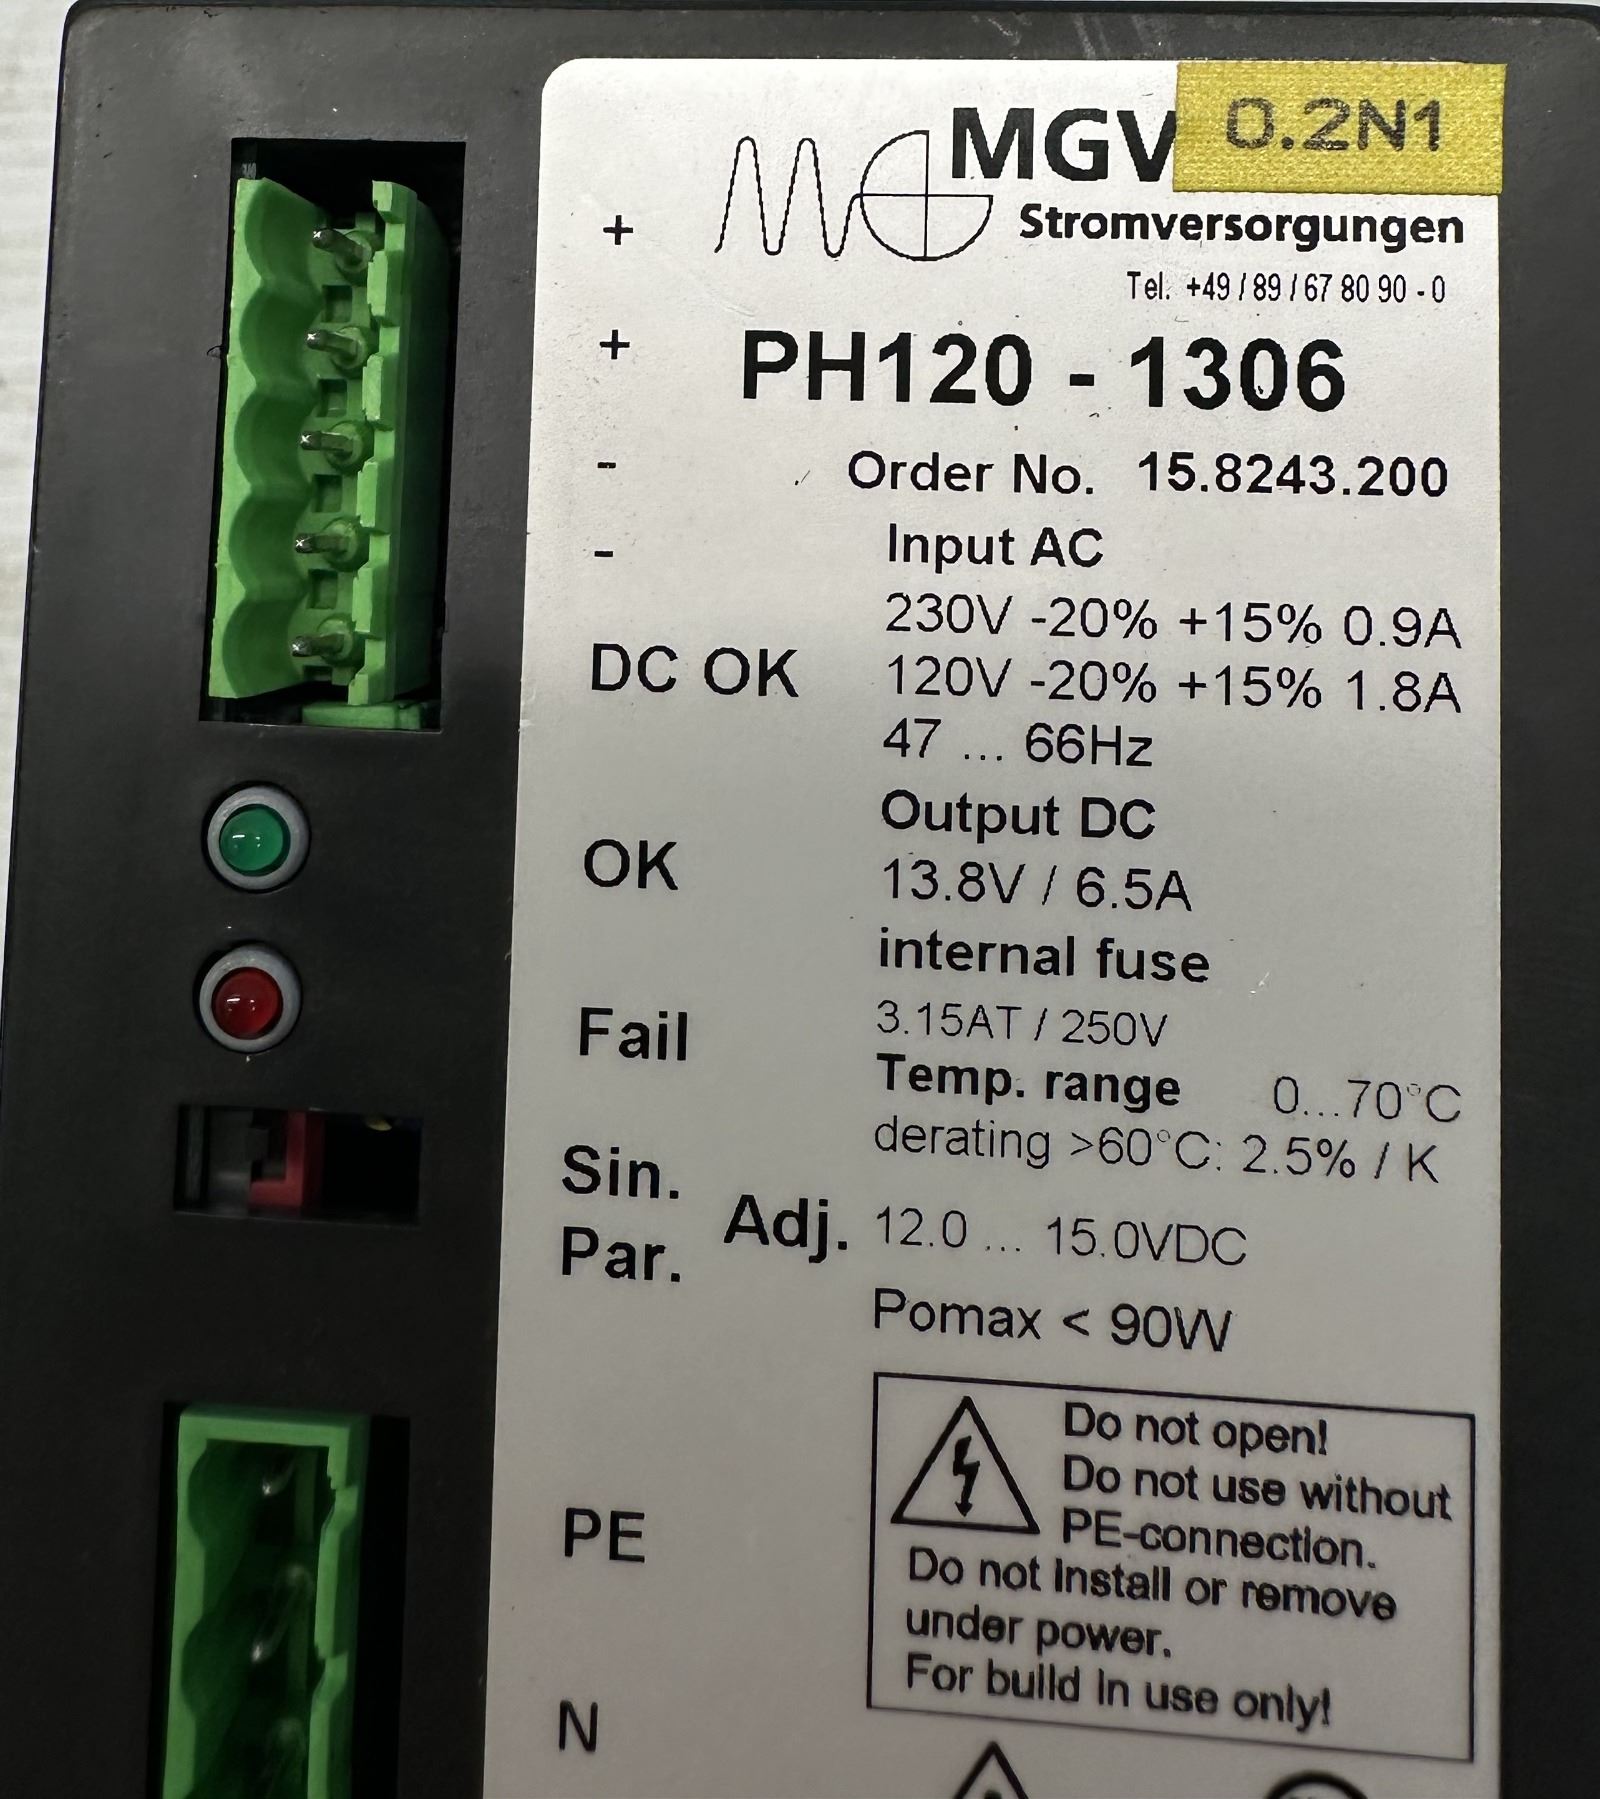 MGV
0.2N1
Stromversorgungen
Tel. +49 / 89 / 67 80 90 - 0
+
+
PH120 - 1306
-
Order No. 15.8243.200
-
Input AC
230V -20% +15% 0.9A
DC OK
120V -20% +15% 1.8A
47 ... 66Hz
Output DC
OK
13.8V / 6.5A
internal fuse
Fail
3.15AT / 250V
Temp. range 0...70°C
derating >60°C: 2.5% / K
Sin.
Par.
Adj. 12.0 ... 15.0VDC
Pomax < 90W
Do not open!
Do not use without
PE-connection.
Do not install or remove
under power.
For build in use only!
PE
N